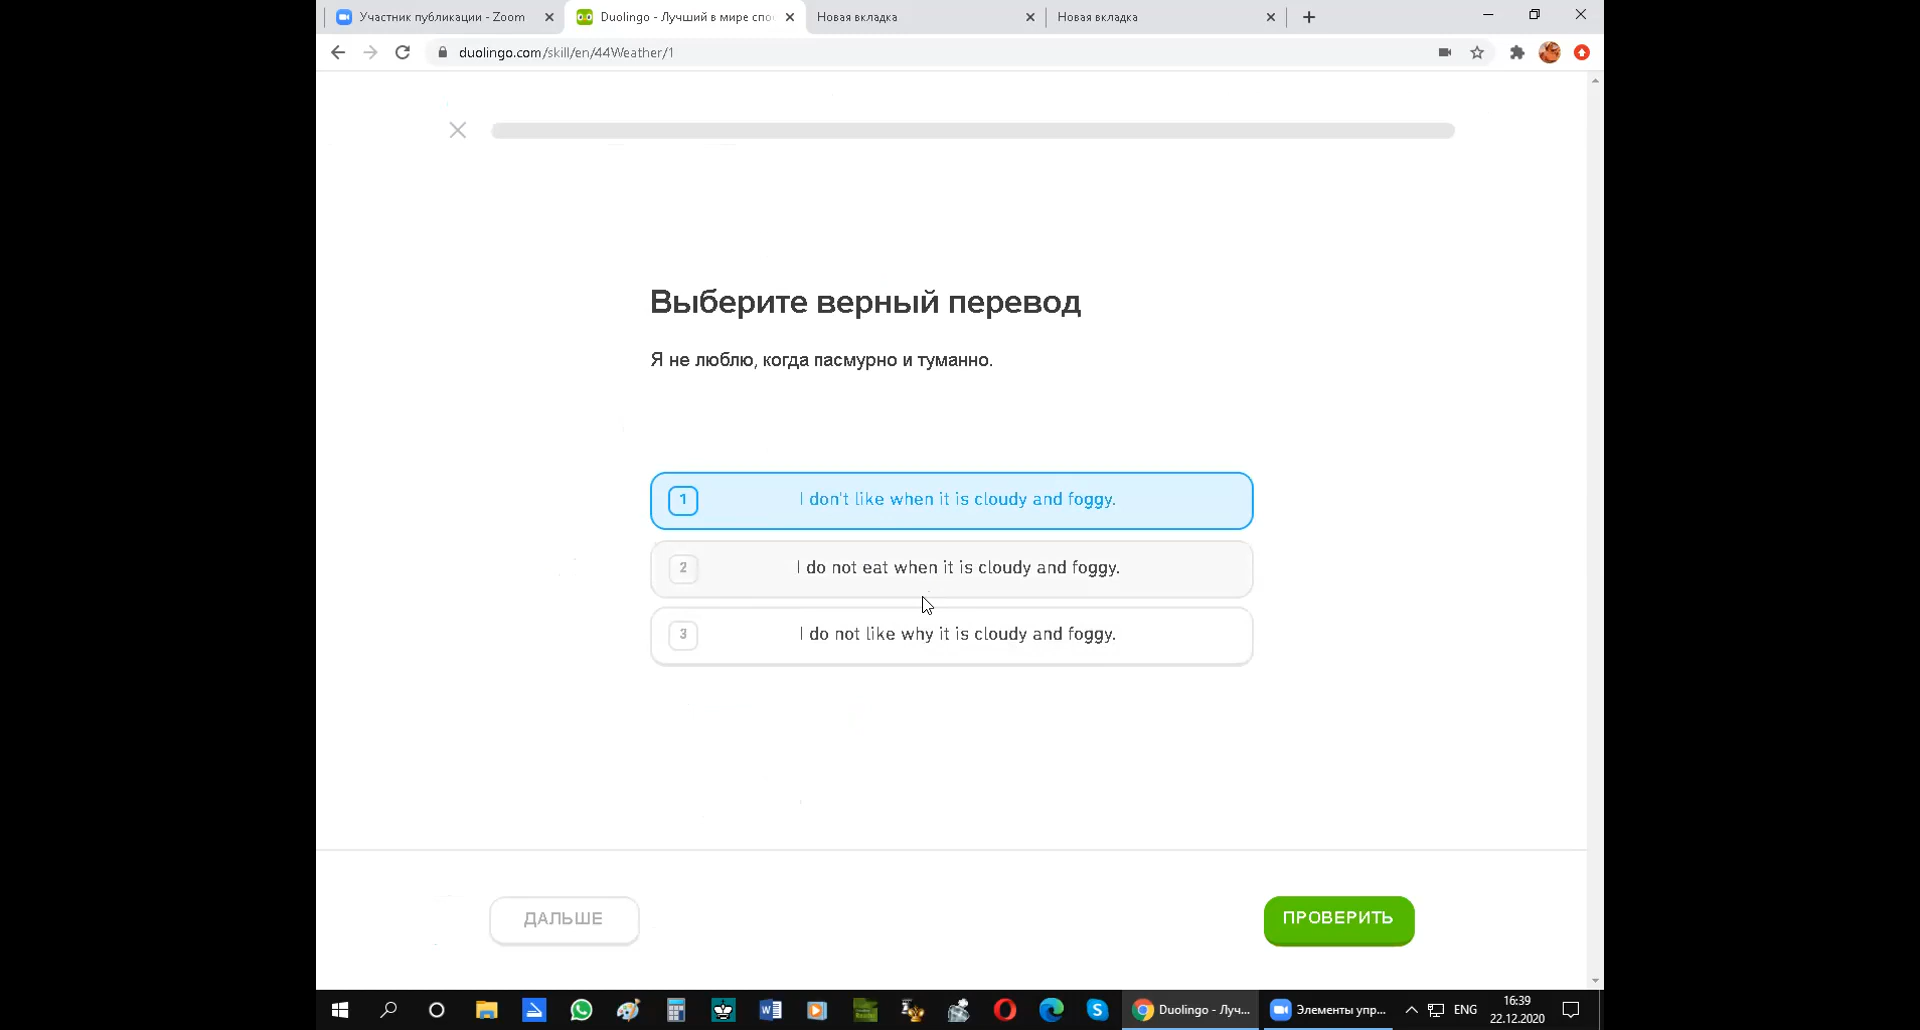 Участник публикации - Zoom
Duolingo - Лучший в мире спо
Новая вкладка
Новая вкладка
duolingo.com/skill/en/44Weather/1
Выберите верный перевод
Я не люблю, когда пасмурно и туманно.
1 I don't like when it is cloudy and foggy.
2 I do not eat when it is cloudy and foggy.
3 I do not like why it is cloudy and foggy.
ДАЛЬШЕ
ПРОВЕРИТЬ
Duolingo - Луч...
Элементы упр...
ENG
16:39
22.12.2020